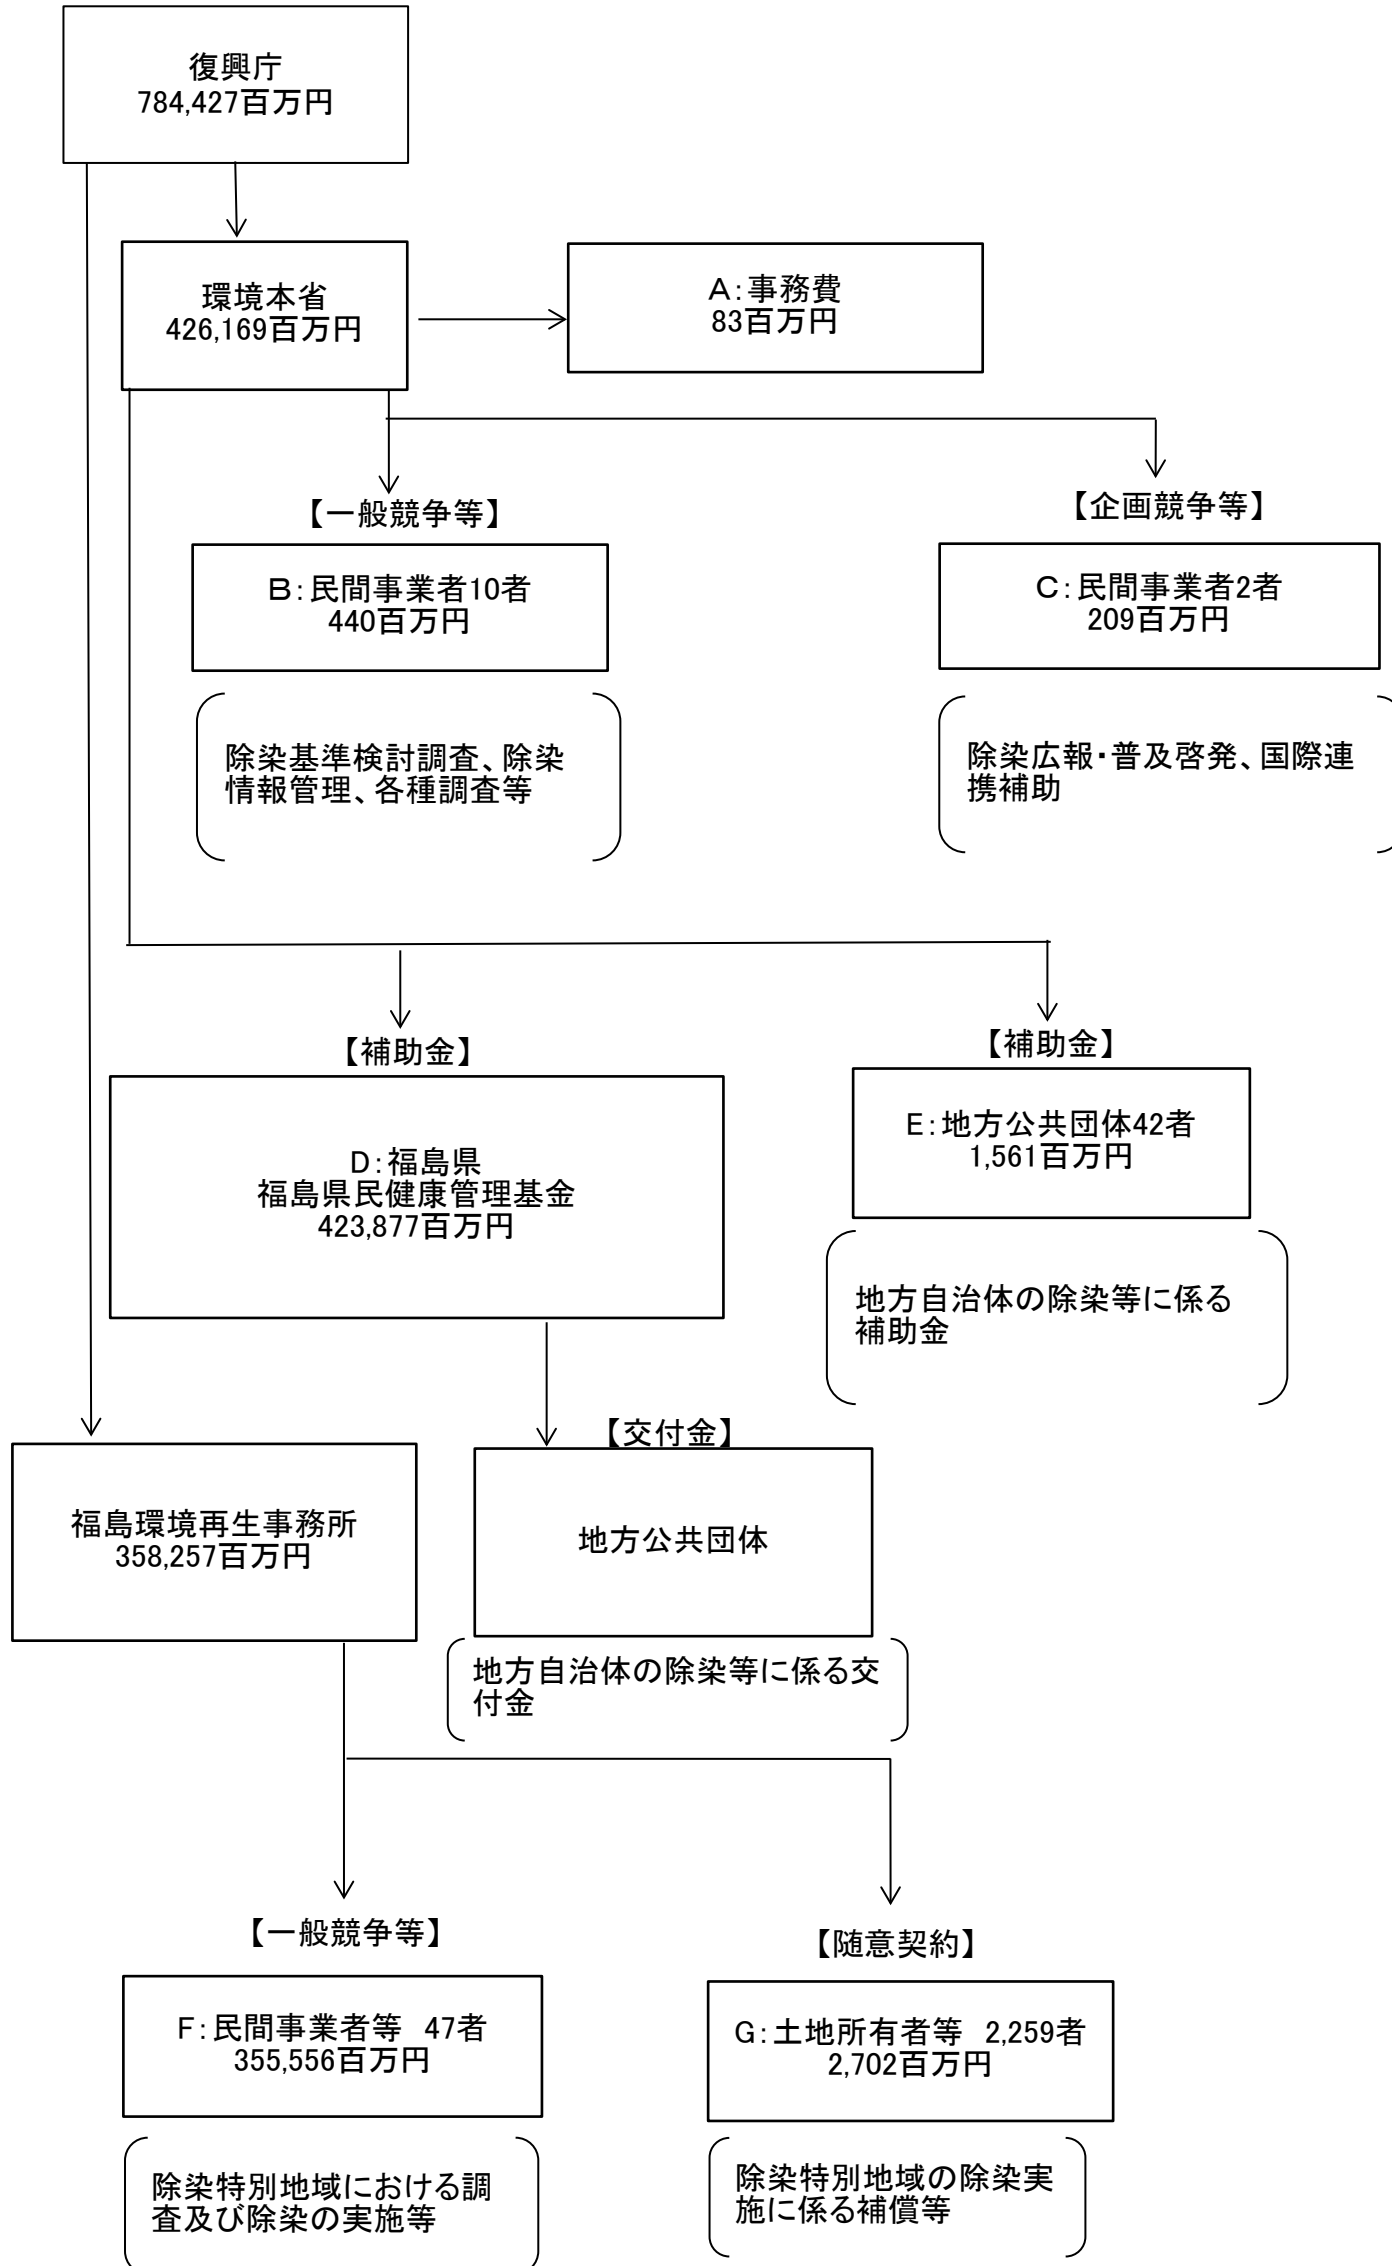 復興庁
784,427百万円
環境本省
426,169百万円
A:事務費
83百万円
【一般競争等】
【企画競争等】
B:民間事業者10者
440百万円
C:民間事業者2者
209百万円
除染基準検討調査、除染
情報管理、各種調査等
除染広報・普及啓発、国際連
携補助
【補助金】
【補助金】
D:福島県
福島県民健康管理基金
423,877百万円
E:地方公共団体42者
1,561百万円
地方自治体の除染等に係る
補助金
【交付金】
福島環境再生事務所
358,257百万円
地方公共団体
地方自治体の除染等に係る交
付金
【一般競争等】
【随意契約】
F:民間事業者等 47者
355,556百万円
G:土地所有者等 2,259者
2,702百万円
除染特別地域における調
査及び除染の実施等
除染特別地域の除染実
施に係る補償等